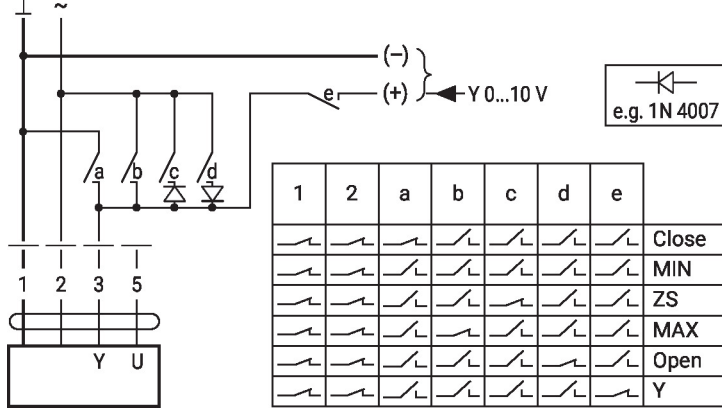 ~
(–)
e (+) Y 0...10 V
e.g. 1N 4007
a b c d
1 2 a b c d e
Close
MIN
ZS
MAX
Open
Y
1 2 3 5
Y U